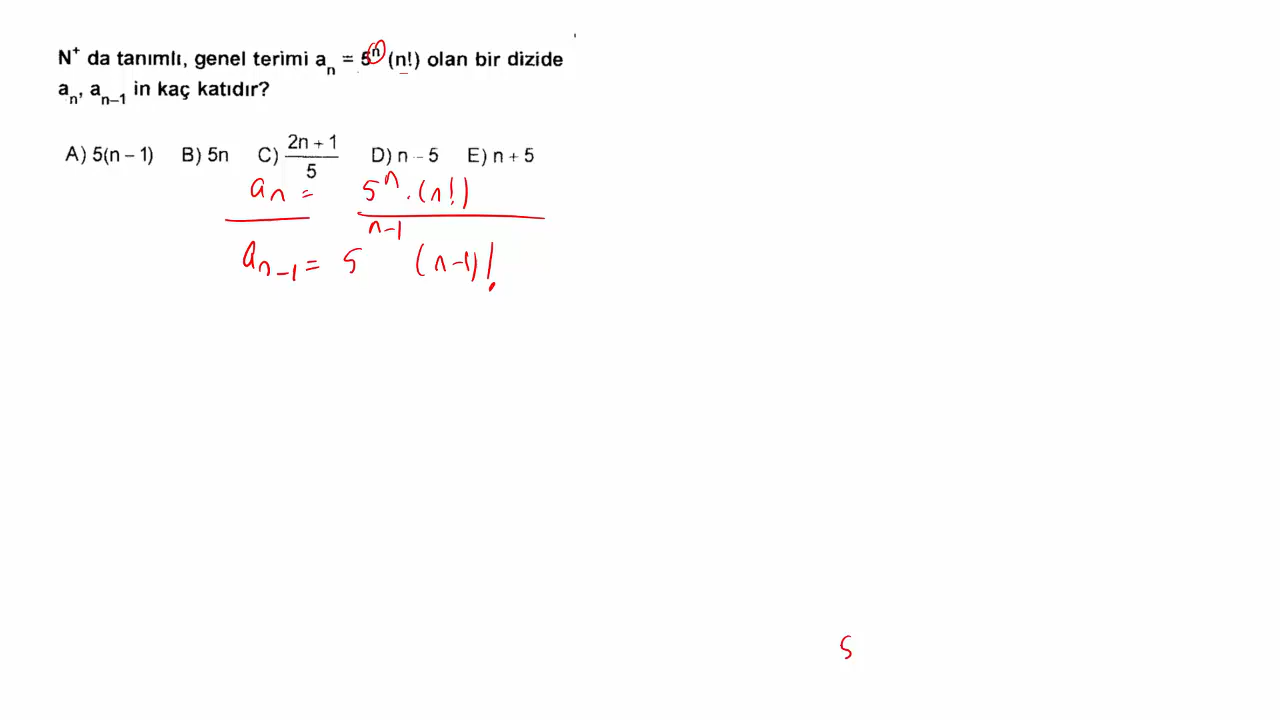 N⁺ da tanımlı, genel terimi aₙ = 5ⁿ (n!) olan bir dizide
aₙ, aₙ₋₁ in kaç katıdır?
A) 5(n – 1) B) 5n C) (2n + 1)/5 D) n - 5 E) n + 5
aₙ = 5ⁿ . (n!)
aₙ₋₁ = 5ⁿ⁻¹ (n-1)!
5